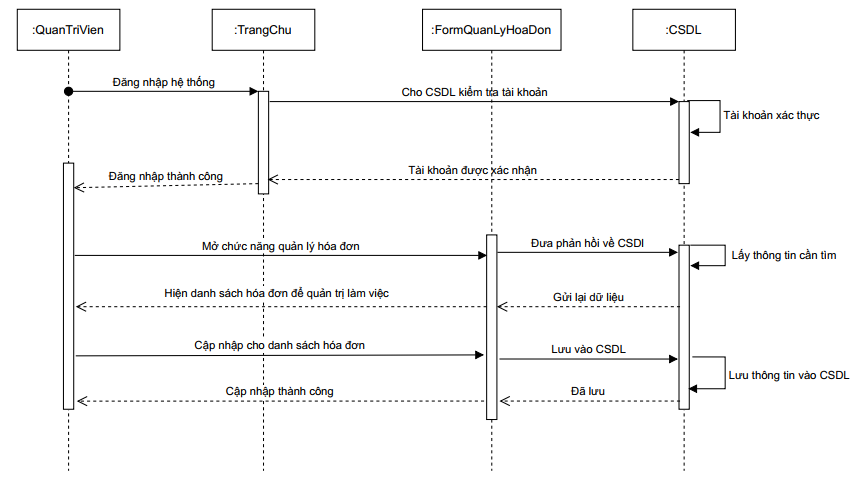 :QuanTriVien
:TrangChu
:FormQuanLyHoaDon
:CSDL
Đăng nhập hệ thống
Cho CSDL kiểm tra tài khoản
Tài khoản xác thực
Tài khoản được xác nhận
Đăng nhập thành công
Mở chức năng quản lý hóa đơn
Đưa phản hồi về CSDl
Lấy thông tin cần tìm
Hiện danh sách hóa đơn để quản trị làm việc
Gửi lại dữ liệu
Cập nhập cho danh sách hóa đơn
Lưu vào CSDL
Lưu thông tin vào CSDL
Cập nhập thành công
Đã lưu